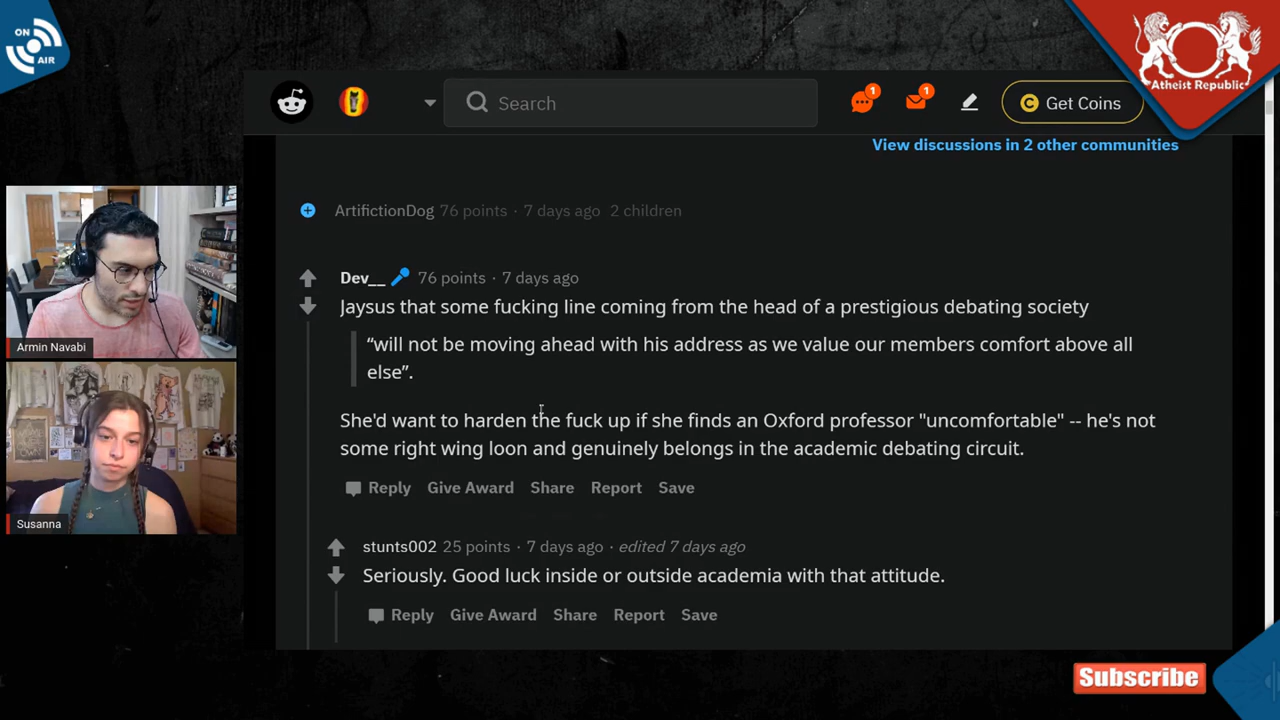 ON
AIR
Atheist Republic
Search
1
1
C Get Coins
View discussions in 2 other communities
ArtifictionDog 76 points · 7 days ago 2 children
Dev__ 76 points · 7 days ago
Jaysus that some fucking line coming from the head of a prestigious debating society
“will not be moving ahead with his address as we value our members comfort above all
else”.
She'd want to harden the fuck up if she finds an Oxford professor "uncomfortable" -- he's not
some right wing loon and genuinely belongs in the academic debating circuit.
Reply Give Award Share Report Save
stunts002 25 points · 7 days ago · edited 7 days ago
Seriously. Good luck inside or outside academia with that attitude.
Reply Give Award Share Report Save
Armin Navabi
Susanna
Subscribe